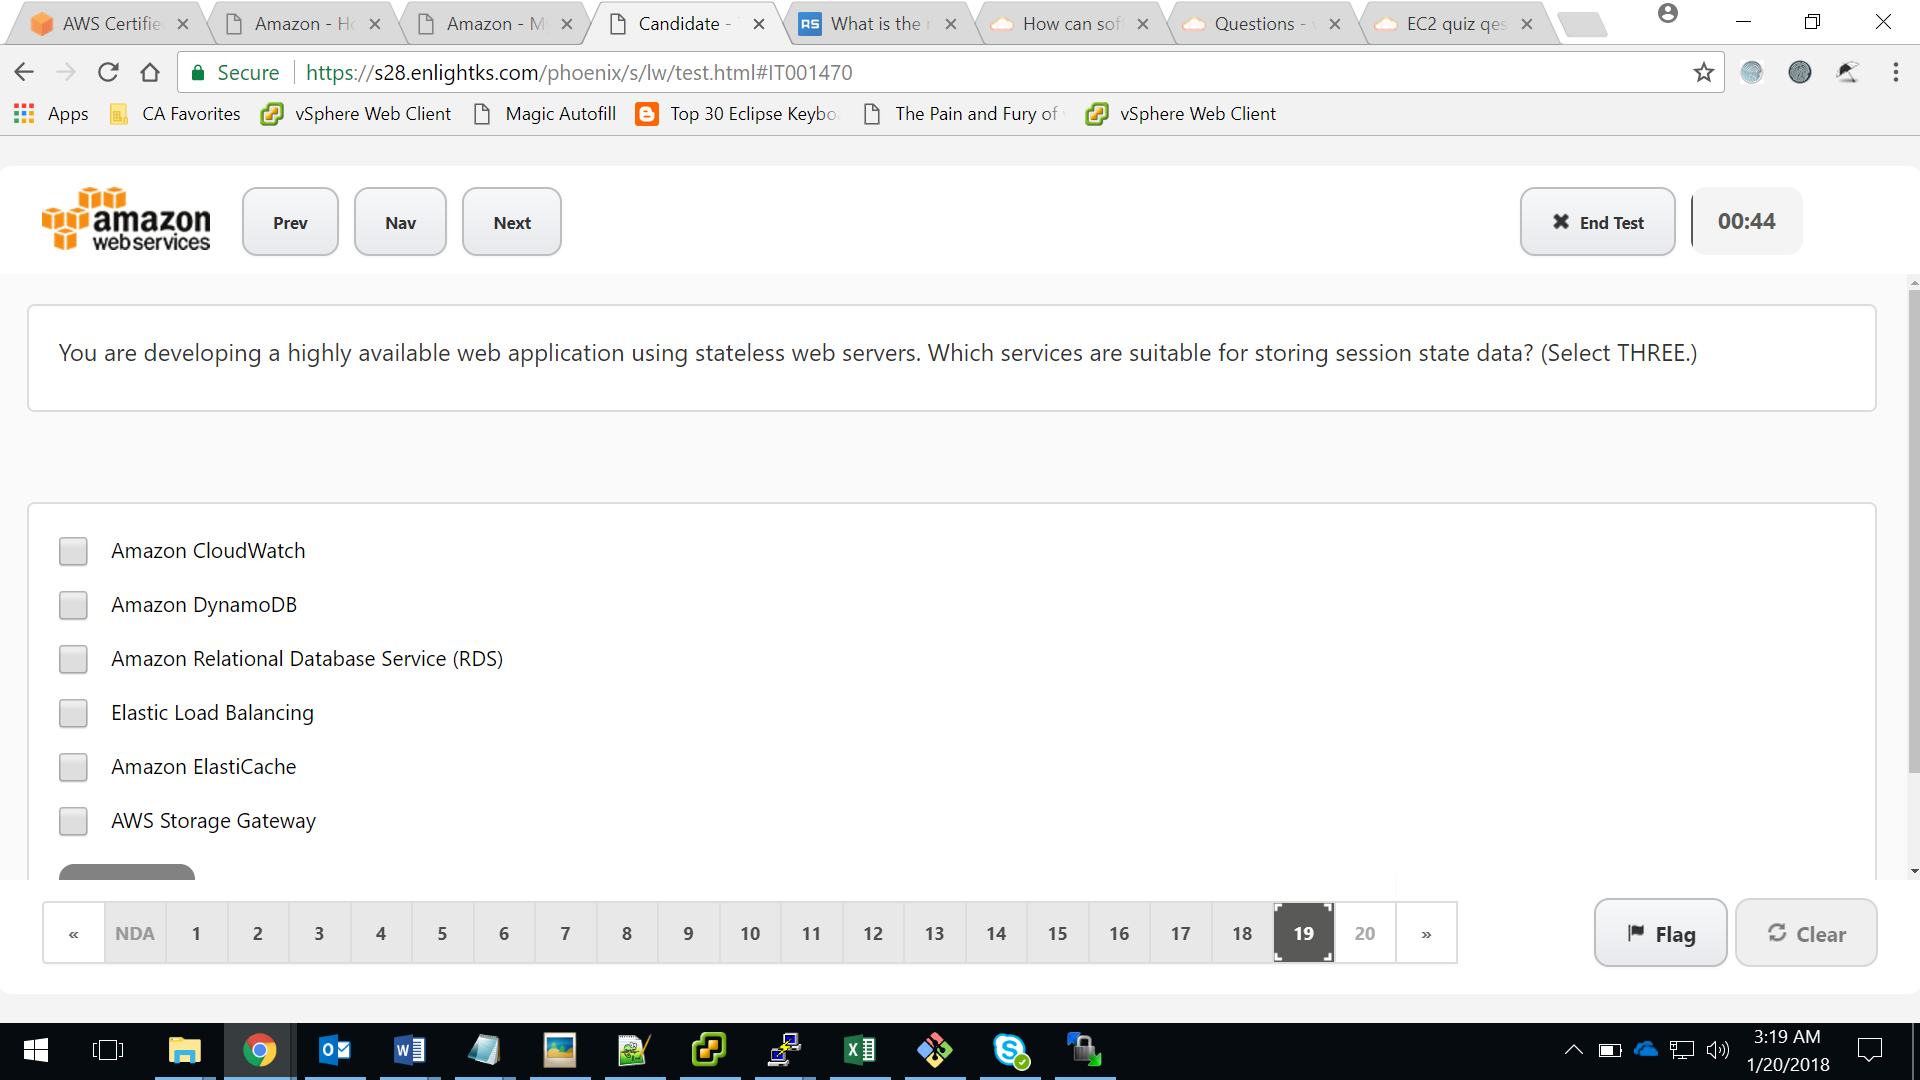 AWS Certifie
Amazon - Ho
Amazon - M
Candidate -
What is the
How can sof
Questions -
EC2 quiz qes
Secure
https://s28.enlightks.com/phoenix/s/lw/test.html#IT001470
Apps
CA Favorites
vSphere Web Client
Magic Autofill
Top 30 Eclipse Keybo
The Pain and Fury of
vSphere Web Client
amazon
webservices
Prev
Nav
Next
End Test
00:44
You are developing a highly available web application using stateless web servers. Which services are suitable for storing session state data? (Select THREE.)
Amazon CloudWatch
Amazon DynamoDB
Amazon Relational Database Service (RDS)
Elastic Load Balancing
Amazon ElastiCache
AWS Storage Gateway
« NDA 1 2 3 4 5 6 7 8 9 10 11 12 13 14 15 16 17 18 19 20 »
Flag
Clear
3:19 AM
1/20/2018